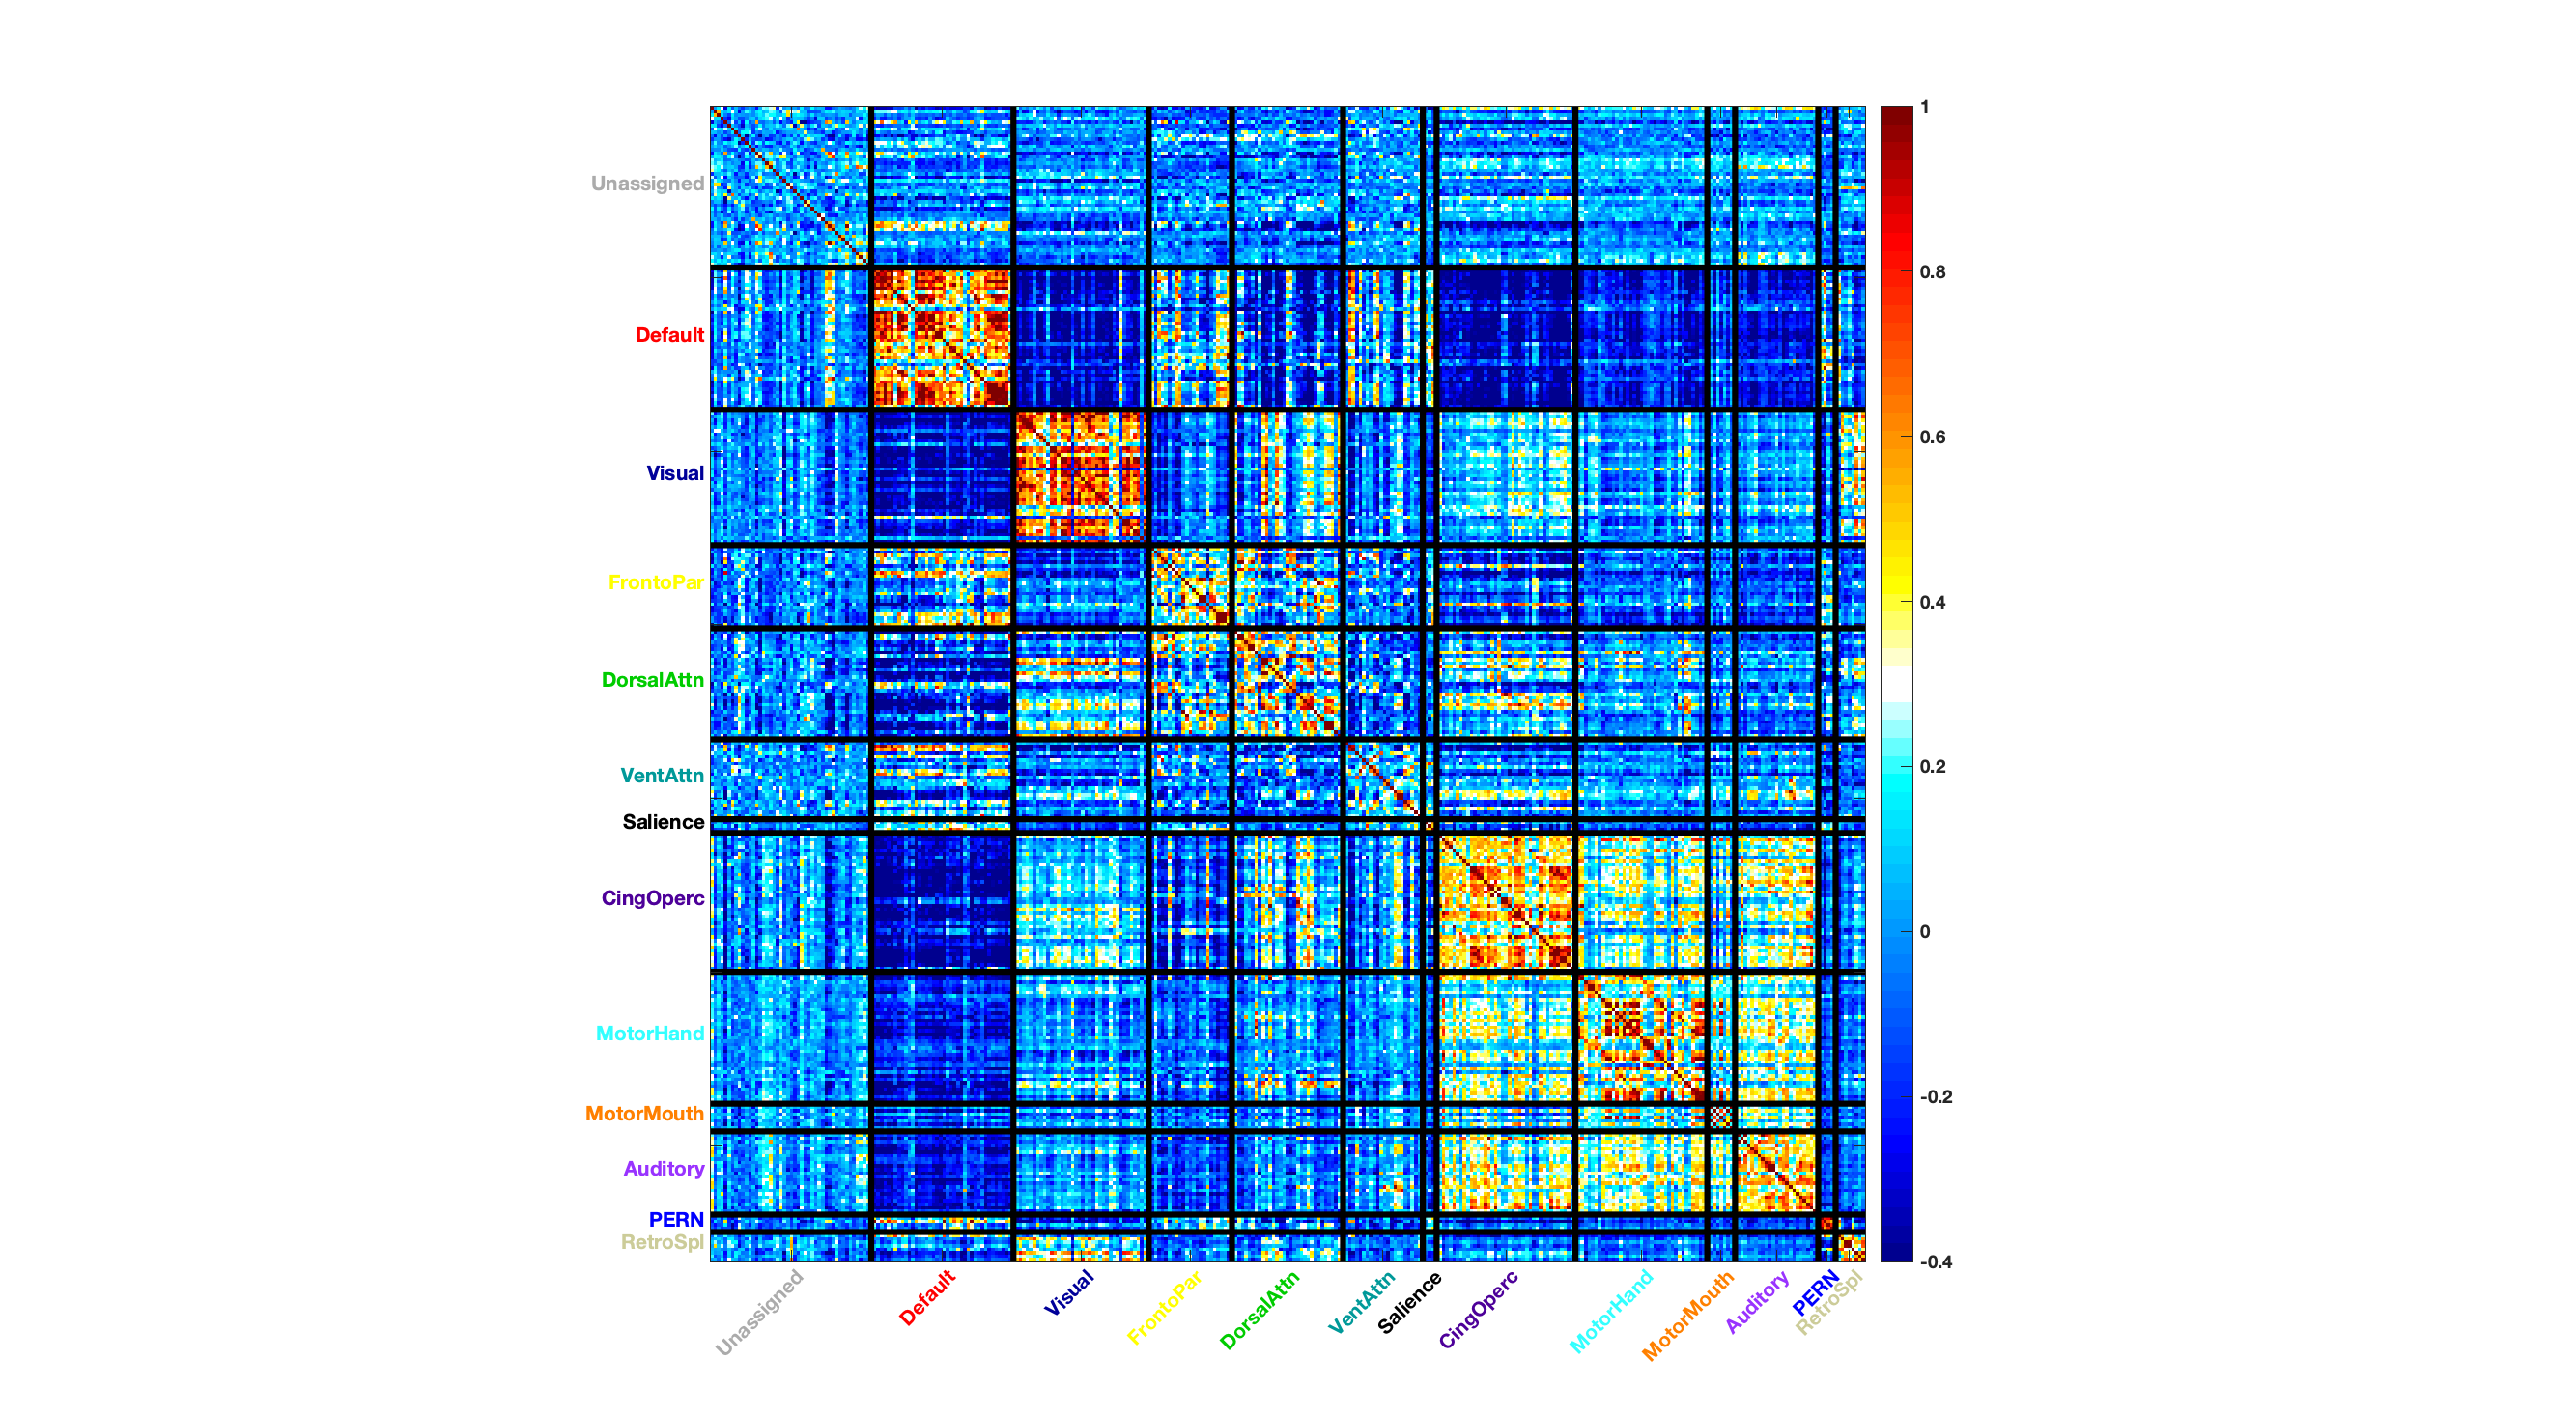 Unassigned
Default
Visual
FrontoPar
DorsalAttn
VentAttn
Salience
CingOperc
MotorHand
MotorMouth
Auditory
PERN
RetroSpl
Unassigned
Default
Visual
FrontoPar
DorsalAttn
VentAttn
Salience
CingOperc
MotorHand
MotorMouth
Auditory
PERN
RetroSpl
1
0.8
0.6
0.4
0.2
0
-0.2
-0.4